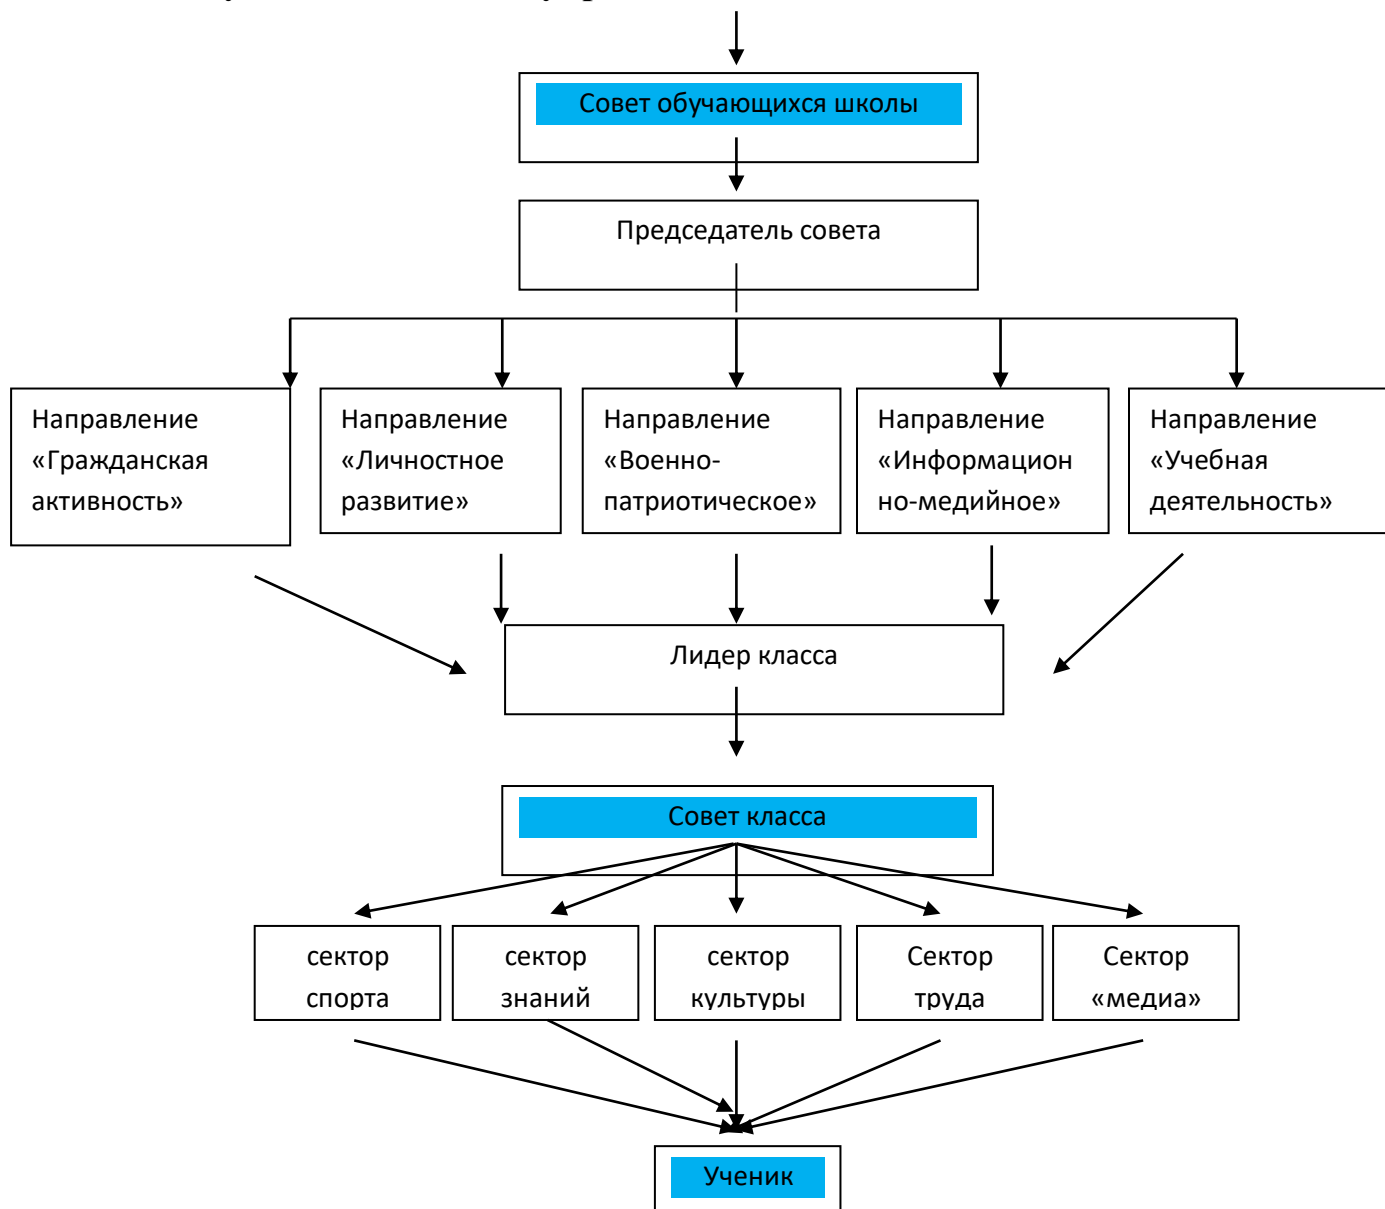 Совет обучающихся школы
Председатель совета
Направление
«Гражданская
активность»
Направление
«Личностное
развитие»
Направление
«Военно-
патриотическое»
Направление
«Информацион
но-медийное»
Направление
«Учебная
деятельность»
Лидер класса
Совет класса
сектор
спорта
сектор
знаний
сектор
культуры
Сектор
труда
Сектор
«медиа»
Ученик